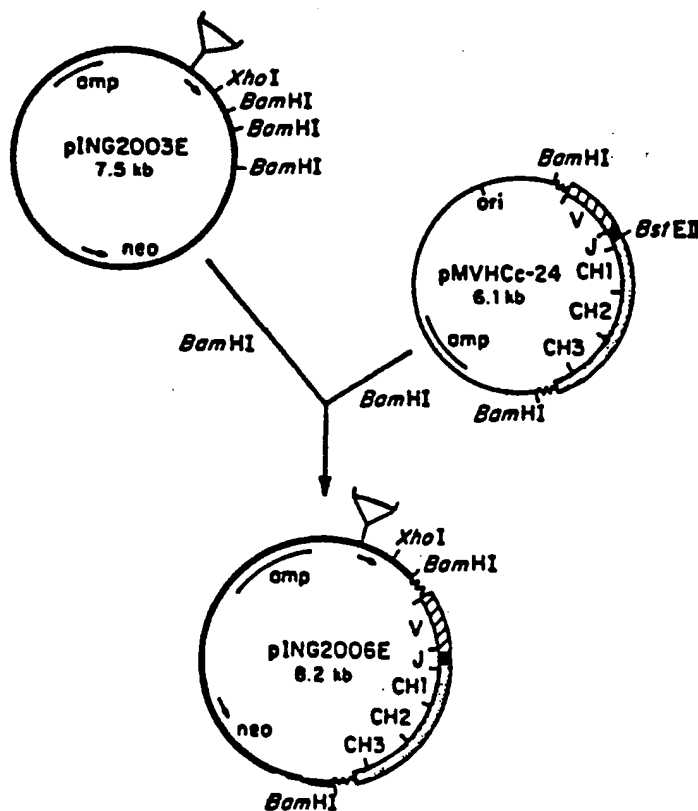 XhoI
BamHI
BamHI
BamHI
amp
pING2003E
7.5 kb
neo
BamHI
ori
V
J
BstEII
CH1
pMVHCc-24
6.1 kb
CH2
CH3
amp
BamHI
BamHI
BamHI
XhoI
BamHI
amp
V
J
pING2006E
8.2 kb
CH1
CH2
CH3
neo
BamHI